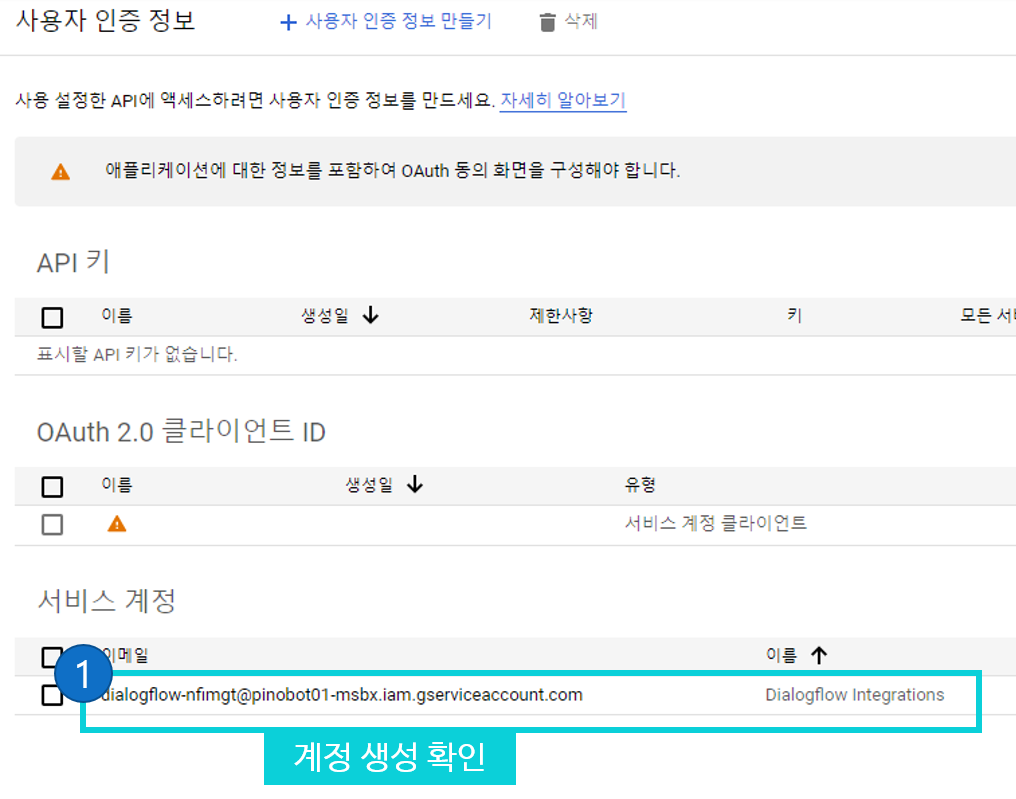 사용자 인증 정보 + 사용자 인증 정보 만들기 삭제
사용 설정한 API에 액세스하려면 사용자 인증 정보를 만드세요. 자세히 알아보기
애플리케이션에 대한 정보를 포함하여 OAuth 동의 화면을 구성해야 합니다.
API 키
이름 생성일 제한사항 키 모든
표시할 API 키가 없습니다.
OAuth 2.0 클라이언트 ID
이름 생성일 유형
서비스 계정 클라이언트
서비스 계정
이메일 이름
1
dialogflow-nfimgt@pinobot01-msbx.iam.gserviceaccount.com Dialogflow Integrations
계정 생성 확인